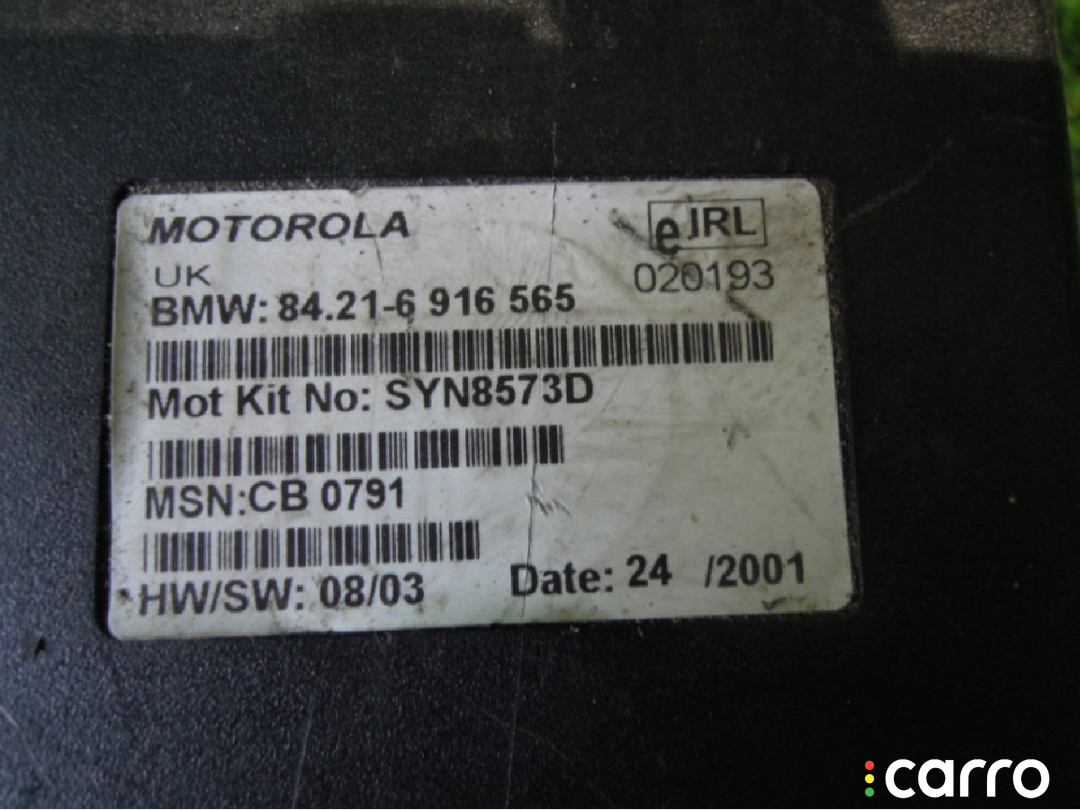 MOTOROLA
e JRL
UK
020193
BMW: 84.21-6 916 565
Mot Kit No: SYN8573D
MSN:CB 0791
HW/SW: 08/03
Date: 24 /2001
carro